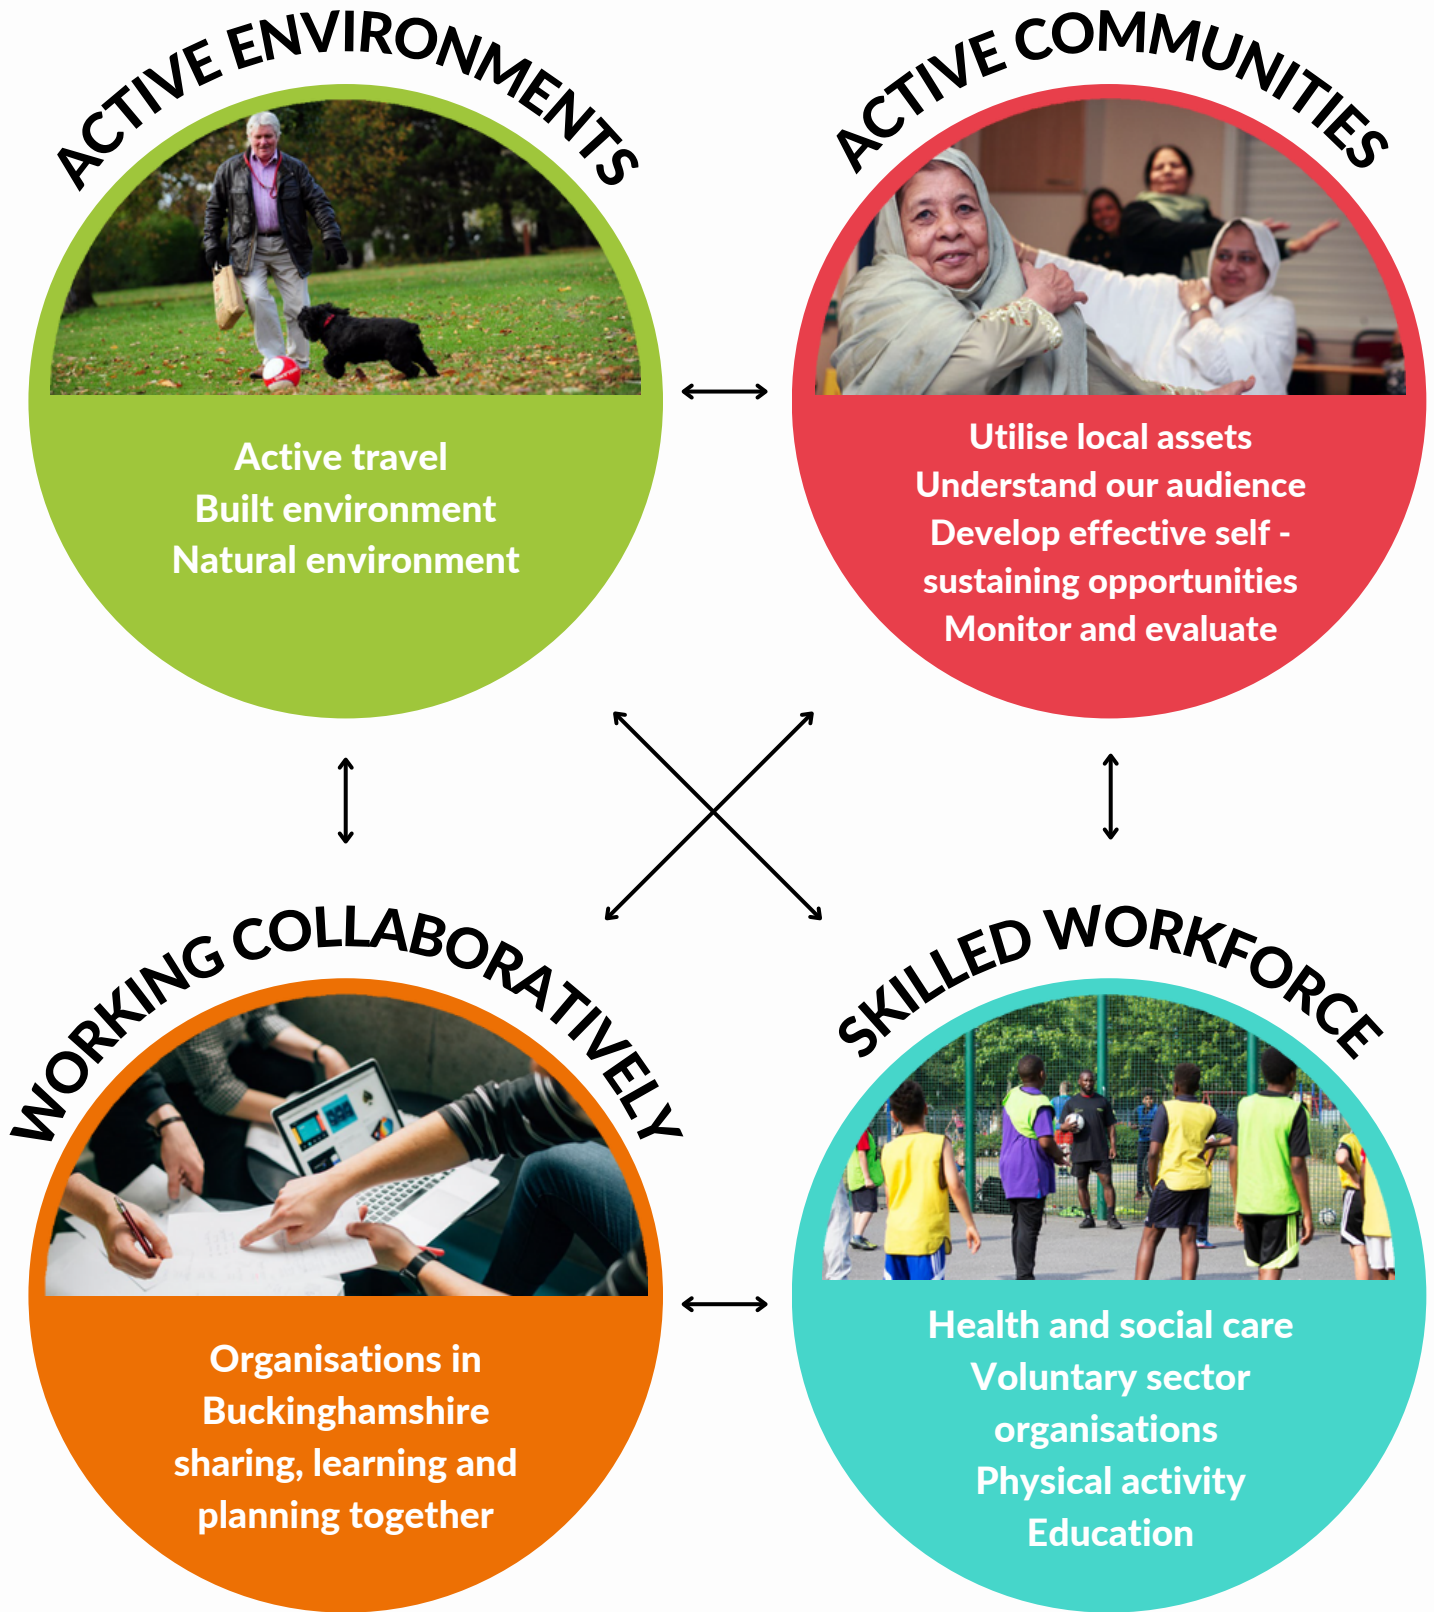 ACTIVE ENVIRONMENTS
Active travel
Built environment
Natural environment
ACTIVE COMMUNITIES
Utilise local assets
Understand our audience
Develop effective self -
sustaining opportunities
Monitor and evaluate
WORKING COLLABORATIVELY
Organisations in
Buckinghamshire
sharing, learning and
planning together
SKILLED WORKFORCE
Health and social care
Voluntary sector
organisations
Physical activity
Education